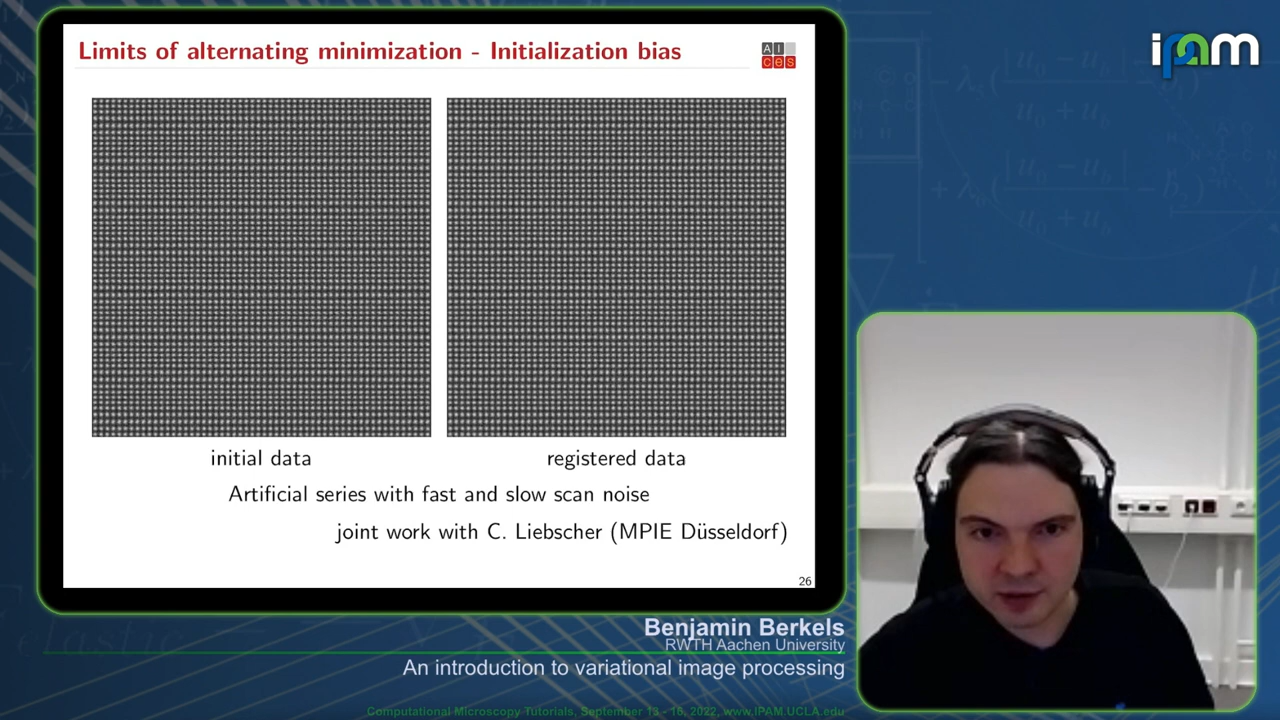 Limits of alternating minimization - Initialization bias
AI
ces
ipam
initial data
registered data
Artificial series with fast and slow scan noise
joint work with C. Liebscher (MPIE Düsseldorf)
26
Benjamin Berkels
RWTH Aachen University
An introduction to variational image processing
Computational Microscopy Tutorials, September 13 - 16, 2022, www.IPAM.UCLA.edu
elastic